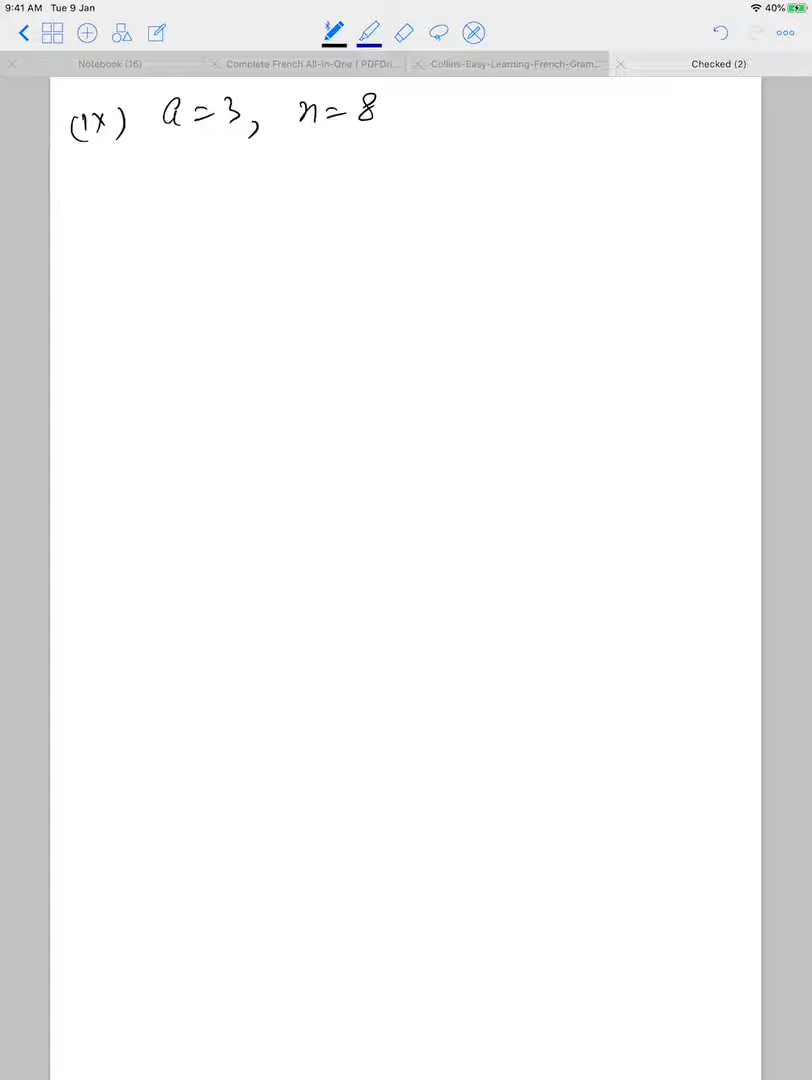 9:41 AM Tue 9 Jan 40%
Notebook (16) Complete French All-in-One ( PDFDri... Collins-Easy-Learning-French-Gram... Checked (2)
(ix) a = 3, n = 8